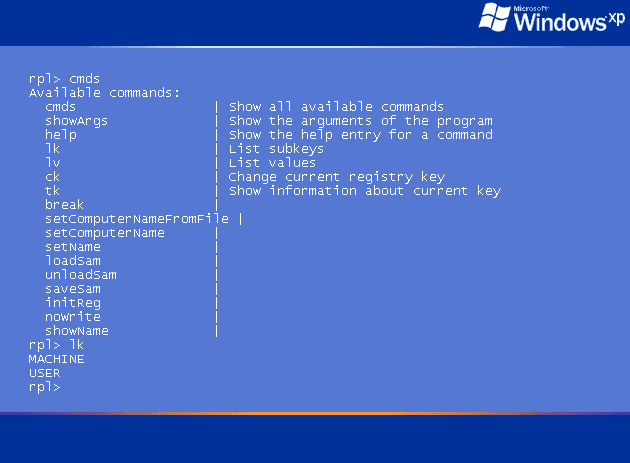 Microsoft
Windows xp
rpl> cmds
Available commands:
cmds | Show all available commands
showArgs | Show the arguments of the program
help | Show the help entry for a command
lk | List subkeys
lv | List values
ck | Change current registry key
tk | Show information about current key
break |
setComputerNameFromFile |
setComputerName |
setName |
loadSam |
unloadSam |
saveSam |
initReg |
noWrite |
showName |
rpl> lk
MACHINE
USER
rpl>